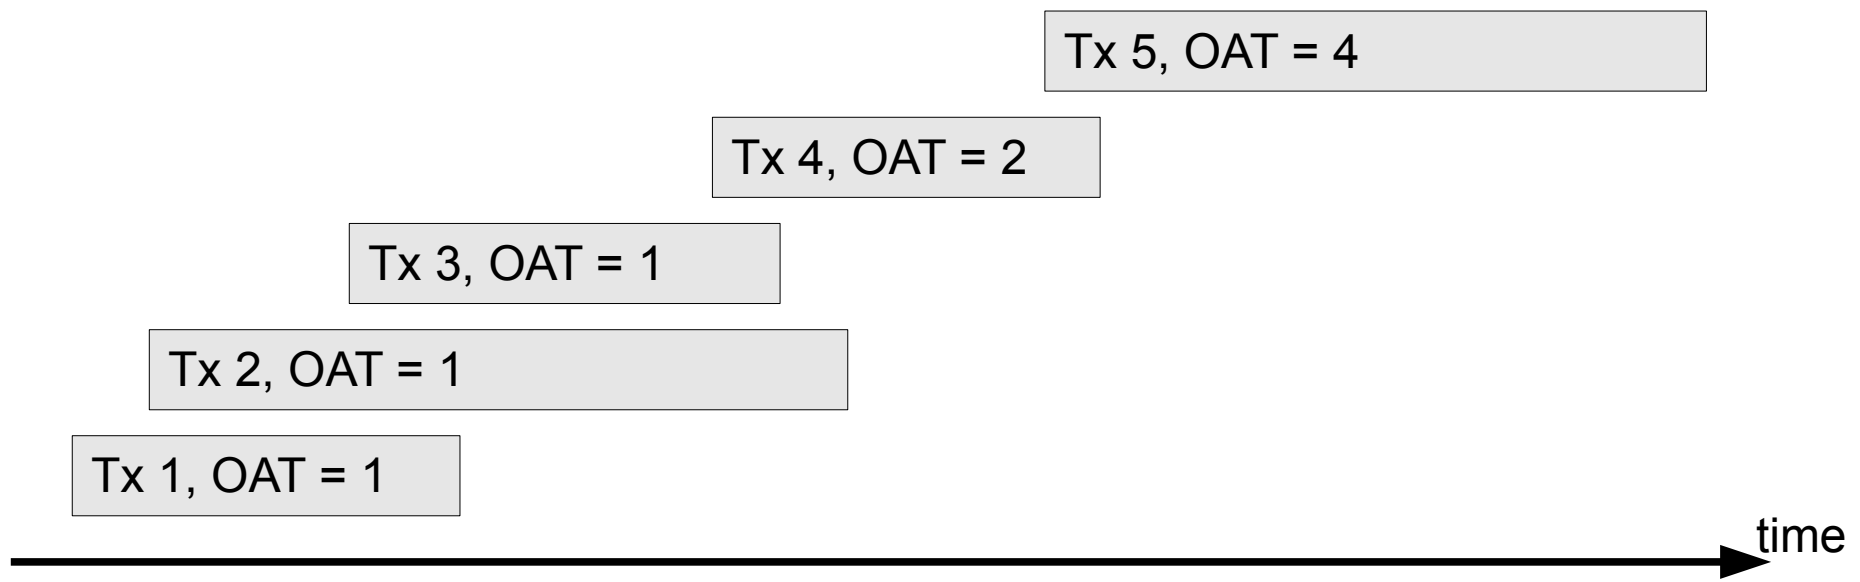 Tx 5, OAT = 4
Tx 4, OAT = 2
Tx 3, OAT = 1
Tx 2, OAT = 1
Tx 1, OAT = 1
time